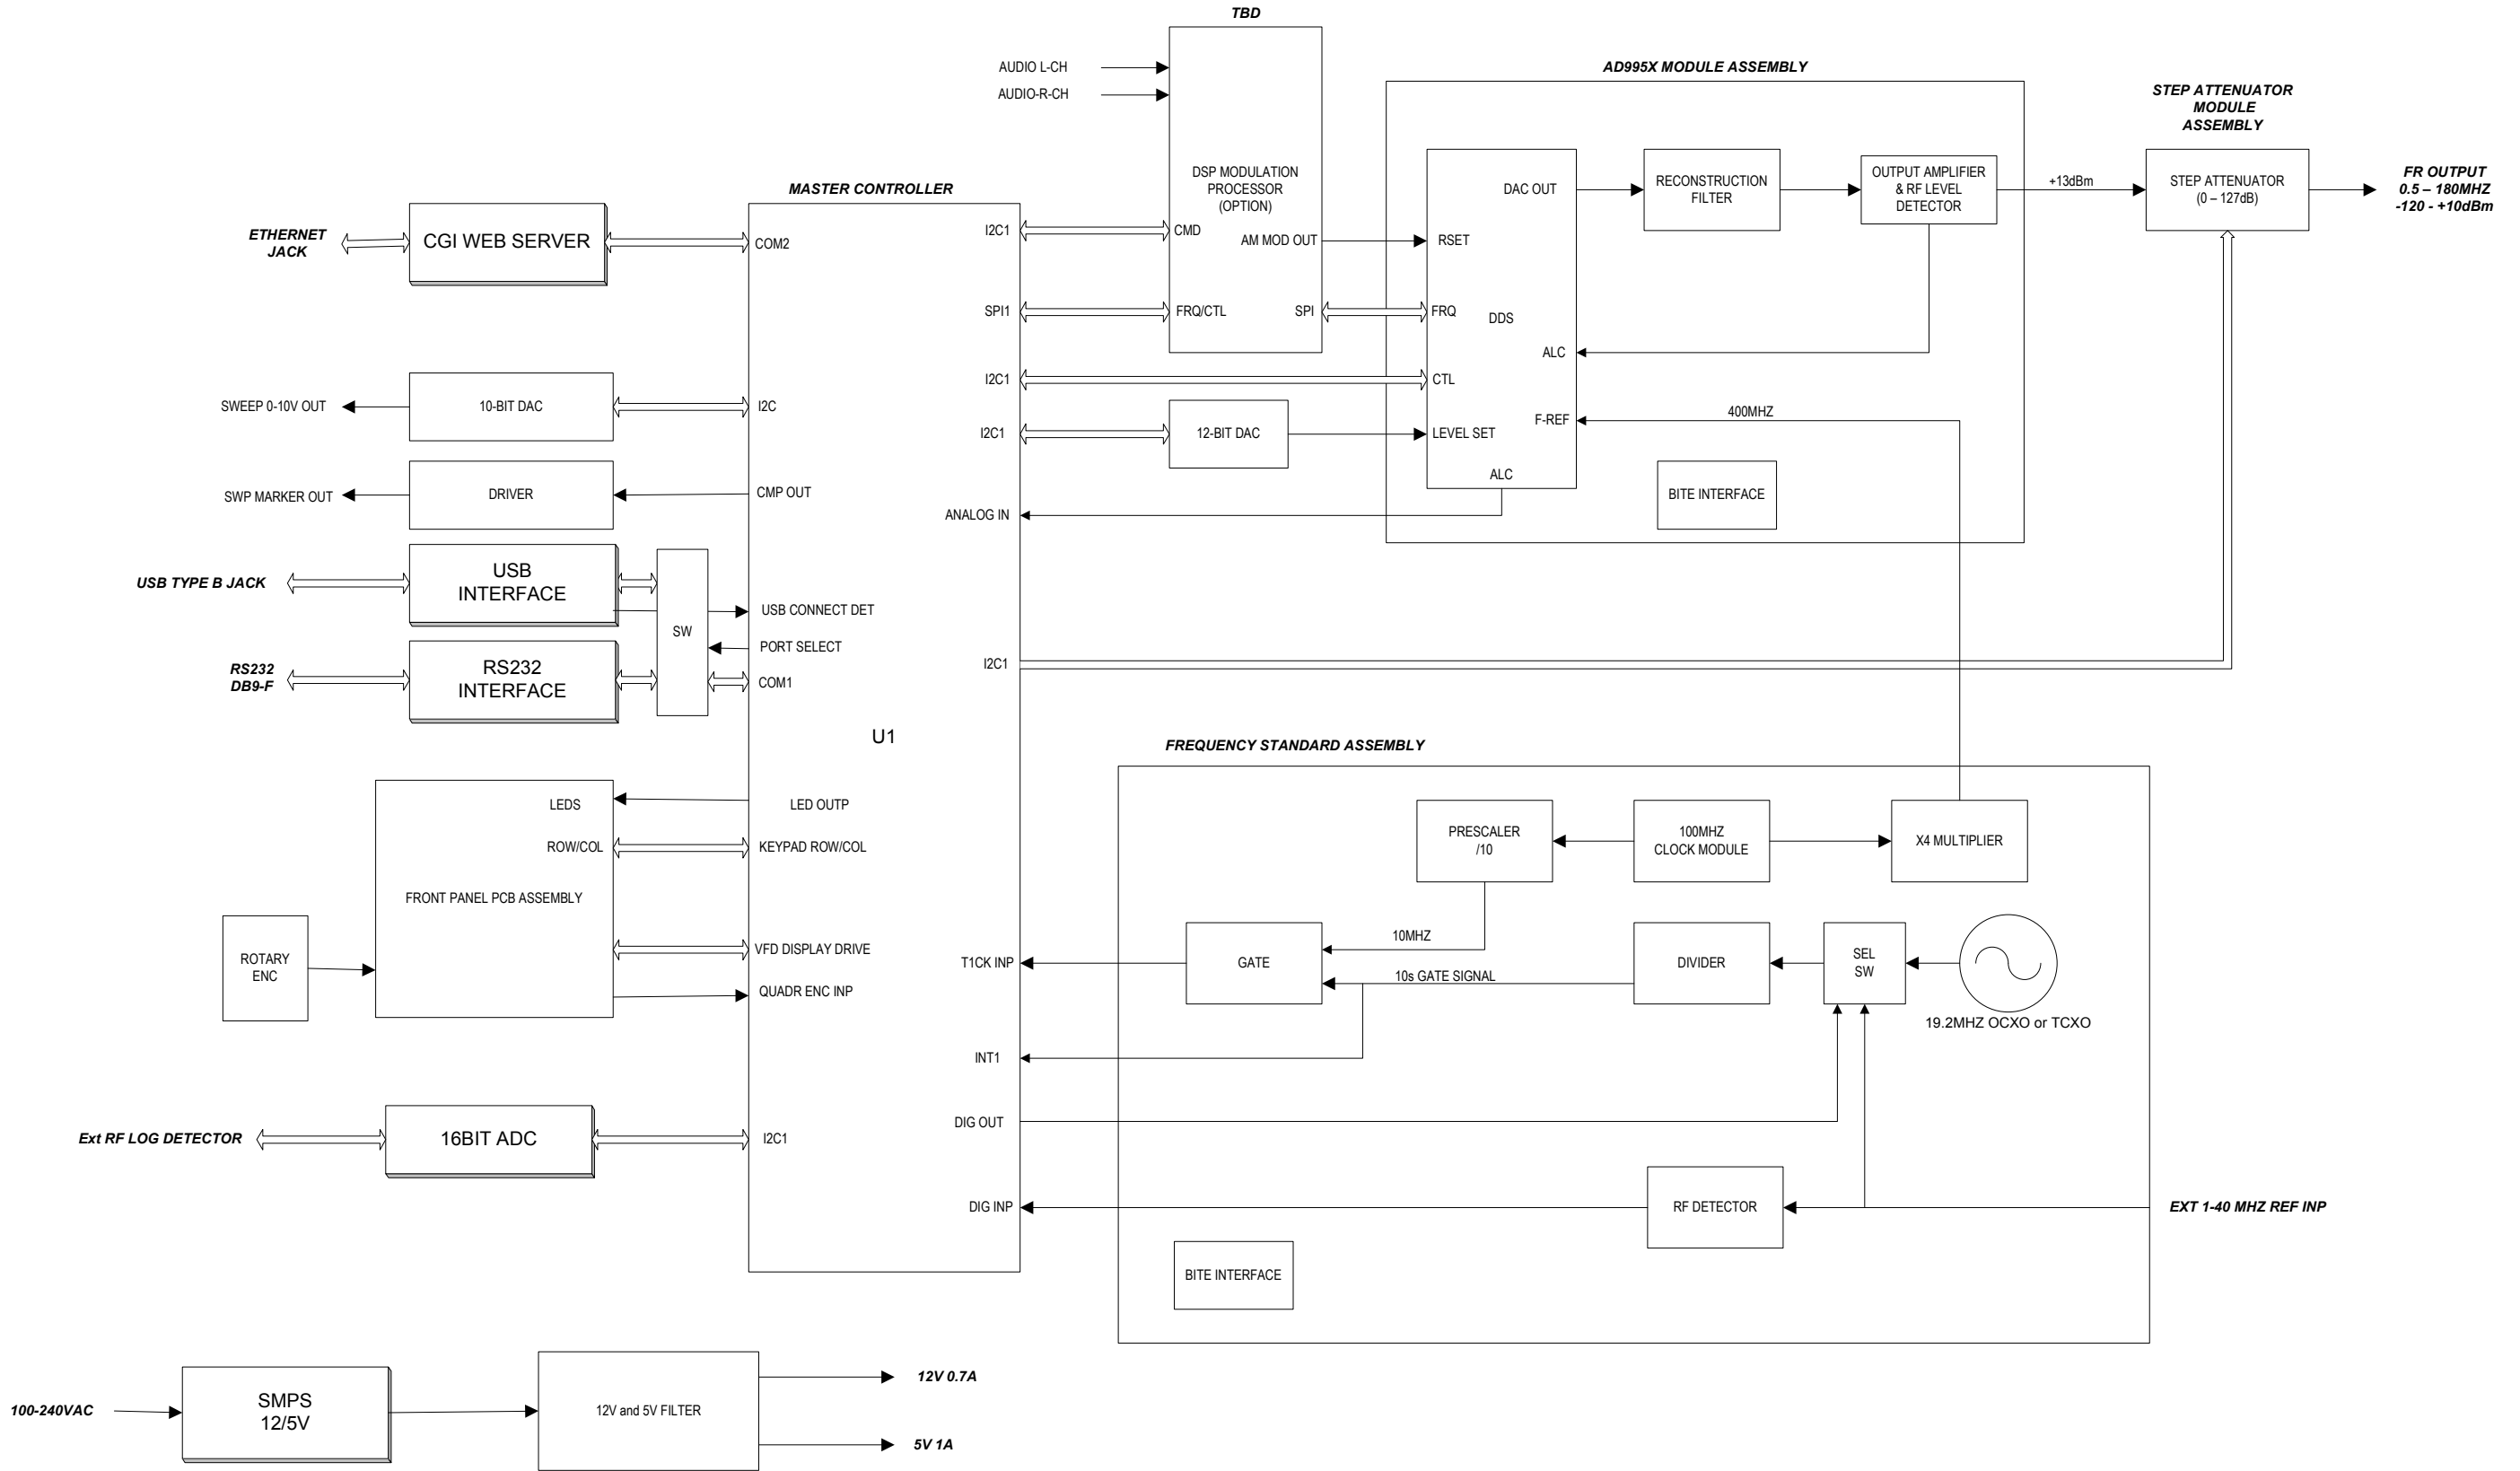 TBD
AUDIO L-CH
AUDIO-R-CH
DSP MODULATION
PROCESSOR
(OPTION)
CMD
AM MOD OUT
FRQ/CTL
SPI
AD995X MODULE ASSEMBLY
DAC OUT
RSET
FRQ
DDS
ALC
CTL
F-REF
LEVEL SET
ALC
RECONSTRUCTION
FILTER
OUTPUT AMPLIFIER
& RF LEVEL
DETECTOR
400MHZ
BITE INTERFACE
+13dBm
STEP ATTENUATOR
MODULE
ASSEMBLY
STEP ATTENUATOR
(0 – 127dB)
FR OUTPUT
0.5 – 180MHZ
-120 - +10dBm
MASTER CONTROLLER
ETHERNET
JACK
CGI WEB SERVER
COM2
I2C1
SPI1
I2C1
SWEEP 0-10V OUT
10-BIT DAC
I2C
I2C1
12-BIT DAC
SWP MARKER OUT
DRIVER
CMP OUT
ANALOG IN
USB TYPE B JACK
USB
INTERFACE
SW
USB CONNECT DET
PORT SELECT
RS232
DB9-F
RS232
INTERFACE
COM1
I2C1
U1
LEDS
LED OUTP
ROW/COL
KEYPAD ROW/COL
FRONT PANEL PCB ASSEMBLY
ROTARY
ENC
VFD DISPLAY DRIVE
QUADR ENC INP
T1CK INP
INT1
DIG OUT
DIG INP
Ext RF LOG DETECTOR
16BIT ADC
I2C1
FREQUENCY STANDARD ASSEMBLY
PRESCALER
/10
100MHZ
CLOCK MODULE
X4 MULTIPLIER
10MHZ
GATE
10s GATE SIGNAL
DIVIDER
SEL
SW
19.2MHZ OCXO or TCXO
RF DETECTOR
EXT 1-40 MHZ REF INP
BITE INTERFACE
100-240VAC
SMPS
12/5V
12V and 5V FILTER
12V 0.7A
5V 1A